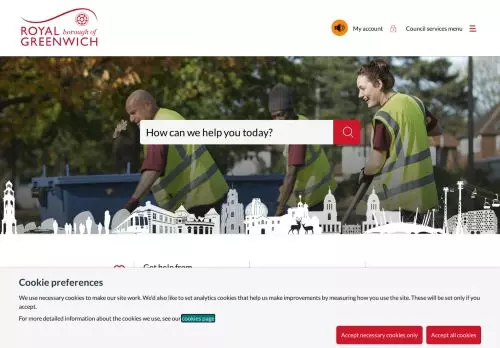 ROYAL borough of
GREENWICH
My account
Council services menu
How can we help you today?
Get help from
Cookie preferences
We use necessary cookies to make our site work. We'd also like to set analytics cookies that help us make improvements by measuring how you use the site. These will be set only if you
accept.
For more detailed information about the cookies we use, see our cookies page
Accept necessary cookies only
Accept all cookies